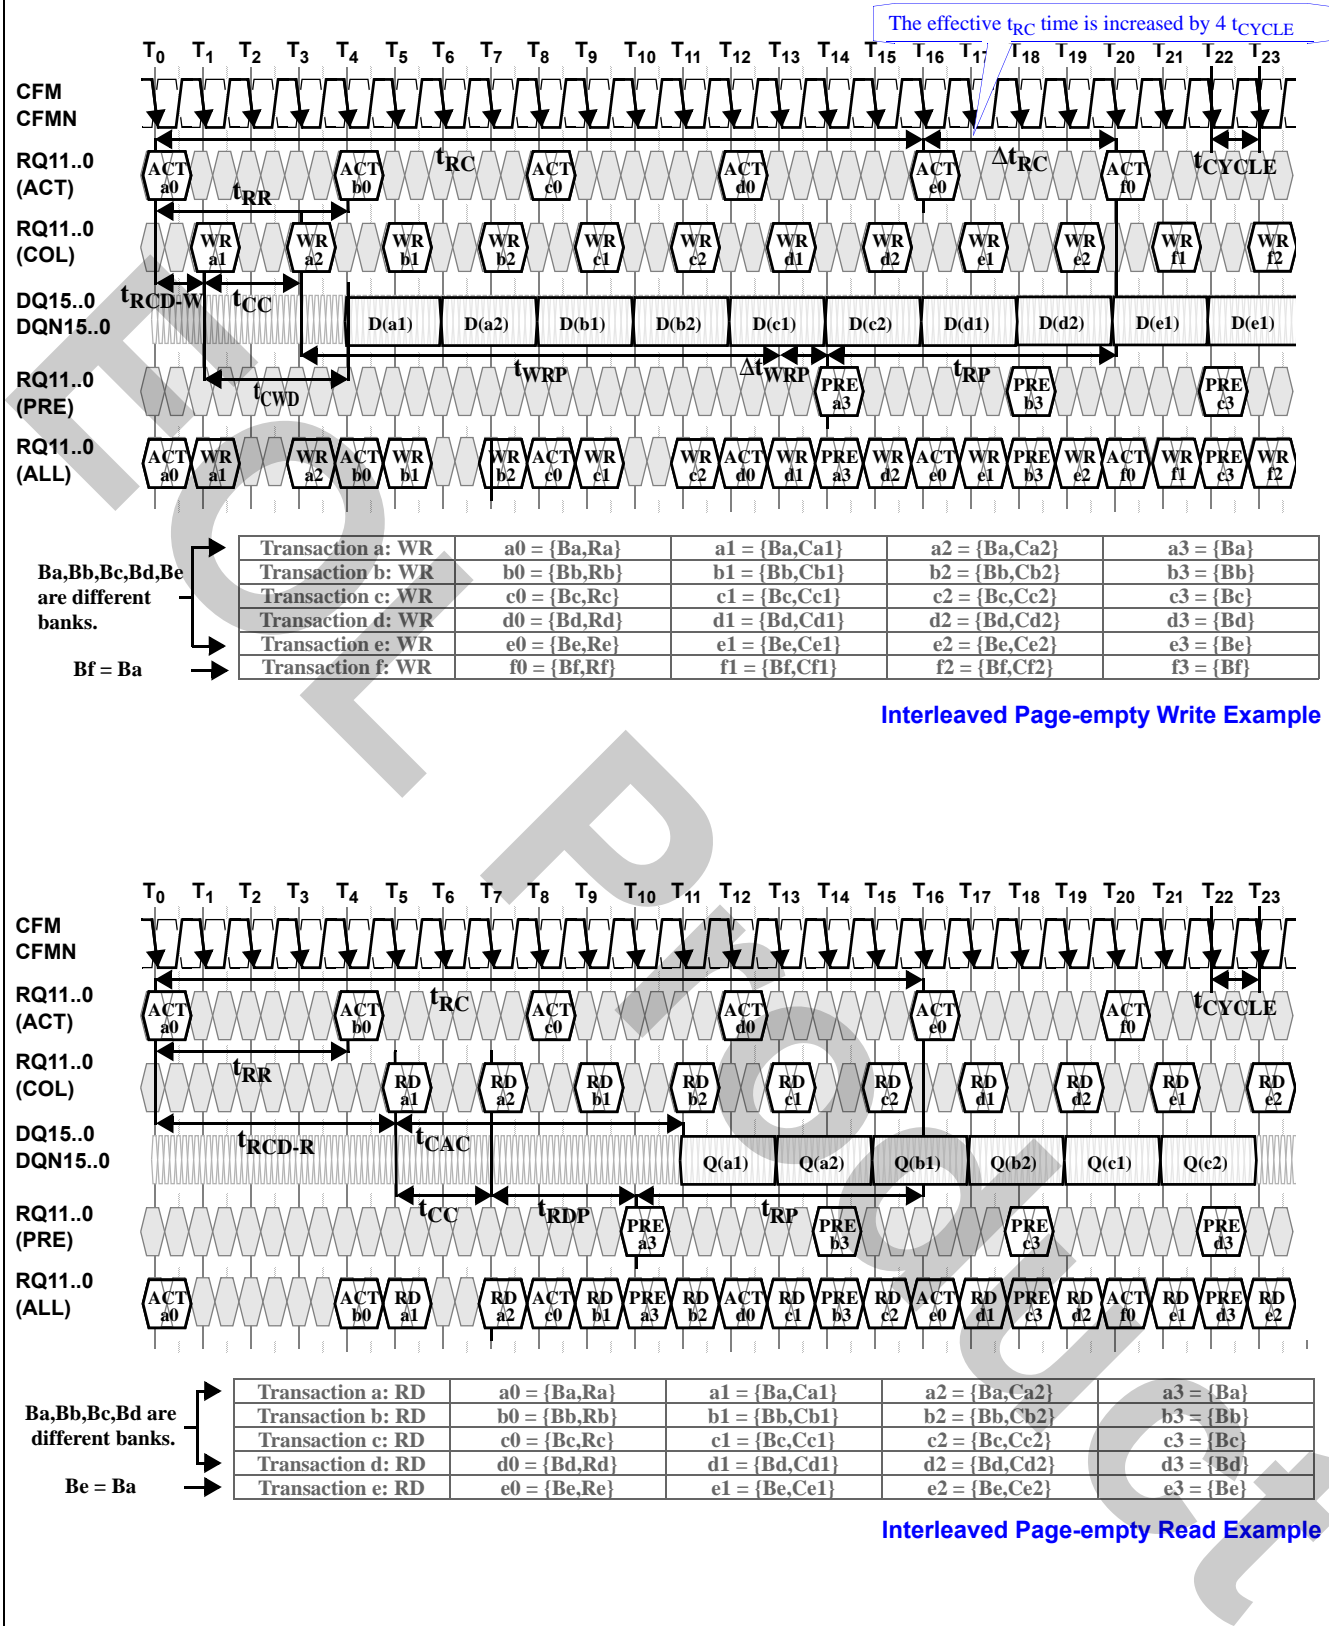 The effective tRC time is increased by 4 tCYCLE
T0 T1 T2 T3 T4 T5 T6 T7 T8 T9 T10 T11 T12 T13 T14 T15 T16 T17 T18 T19 T20 T21 T22 T23
CFM
CFMN
tRC ΔtRC tCYCLE
RQ11..0
(ACT)
ACT a0 ACT b0 ACT c0 ACT d0 ACT e0 ACT f0
tRR
RQ11..0
(COL)
WR a1 WR a2 WR b1 WR b2 WR c1 WR c2 WR d1 WR d2 WR e1 WR e2 WR f1 WR f2
tRCD-W tCC
DQ15..0
DQN15..0
D(a1) D(a2) D(b1) D(b2) D(c1) D(c2) D(d1) D(d2) D(e1) D(e1)
tCWD tWRP ΔtWRP tRP
RQ11..0
(PRE)
PRE a3 PRE b3 PRE c3
RQ11..0
(ALL)
ACT a0 WR a1 WR a2 ACT b0 WR b1 WR b2 ACT c0 WR c1 WR c2 ACT d0 WR d1 PRE a3 WR d2 ACT e0 WR e1 PRE b3 WR e2 ACT f0 WR f1 PRE c3 WR f2
Ba,Bb,Bc,Bd,Be
are different
banks.
Bf = Ba
Transaction a: WR a0 = {Ba,Ra} a1 = {Ba,Ca1} a2 = {Ba,Ca2} a3 = {Ba}
Transaction b: WR b0 = {Bb,Rb} b1 = {Bb,Cb1} b2 = {Bb,Cb2} b3 = {Bb}
Transaction c: WR c0 = {Bc,Rc} c1 = {Bc,Cc1} c2 = {Bc,Cc2} c3 = {Bc}
Transaction d: WR d0 = {Bd,Rd} d1 = {Bd,Cd1} d2 = {Bd,Cd2} d3 = {Bd}
Transaction e: WR e0 = {Be,Re} e1 = {Be,Ce1} e2 = {Be,Ce2} e3 = {Be}
Transaction f: WR f0 = {Bf,Rf} f1 = {Bf,Cf1} f2 = {Bf,Cf2} f3 = {Bf}
Interleaved Page-empty Write Example
T0 T1 T2 T3 T4 T5 T6 T7 T8 T9 T10 T11 T12 T13 T14 T15 T16 T17 T18 T19 T20 T21 T22 T23
CFM
CFMN
tRC tCYCLE
RQ11..0
(ACT)
ACT a0 ACT b0 ACT c0 ACT d0 ACT e0 ACT f0
tRR
RQ11..0
(COL)
RD a1 RD a2 RD b1 RD b2 RD c1 RD c2 RD d1 RD d2 RD e1 RD e2
tRCD-R tCAC
DQ15..0
DQN15..0
Q(a1) Q(a2) Q(b1) Q(b2) Q(c1) Q(c2)
tCC tRDP tRP
RQ11..0
(PRE)
PRE a3 PRE b3 PRE c3 PRE d3
RQ11..0
(ALL)
ACT a0 ACT b0 RD a1 RD a2 ACT c0 RD b1 PRE a3 RD b2 ACT d0 RD c1 PRE b3 RD c2 ACT e0 RD d1 PRE c3 RD d2 ACT f0 RD e1 PRE d3 RD e2
Ba,Bb,Bc,Bd are
different banks.
Be = Ba
Transaction a: RD a0 = {Ba,Ra} a1 = {Ba,Ca1} a2 = {Ba,Ca2} a3 = {Ba}
Transaction b: RD b0 = {Bb,Rb} b1 = {Bb,Cb1} b2 = {Bb,Cb2} b3 = {Bb}
Transaction c: RD c0 = {Bc,Rc} c1 = {Bc,Cc1} c2 = {Bc,Cc2} c3 = {Bc}
Transaction d: RD d0 = {Bd,Rd} d1 = {Bd,Cd1} d2 = {Bd,Cd2} d3 = {Bd}
Transaction e: RD e0 = {Be,Re} e1 = {Be,Ce1} e2 = {Be,Ce2} e3 = {Be}
Interleaved Page-empty Read Example
EOL Product